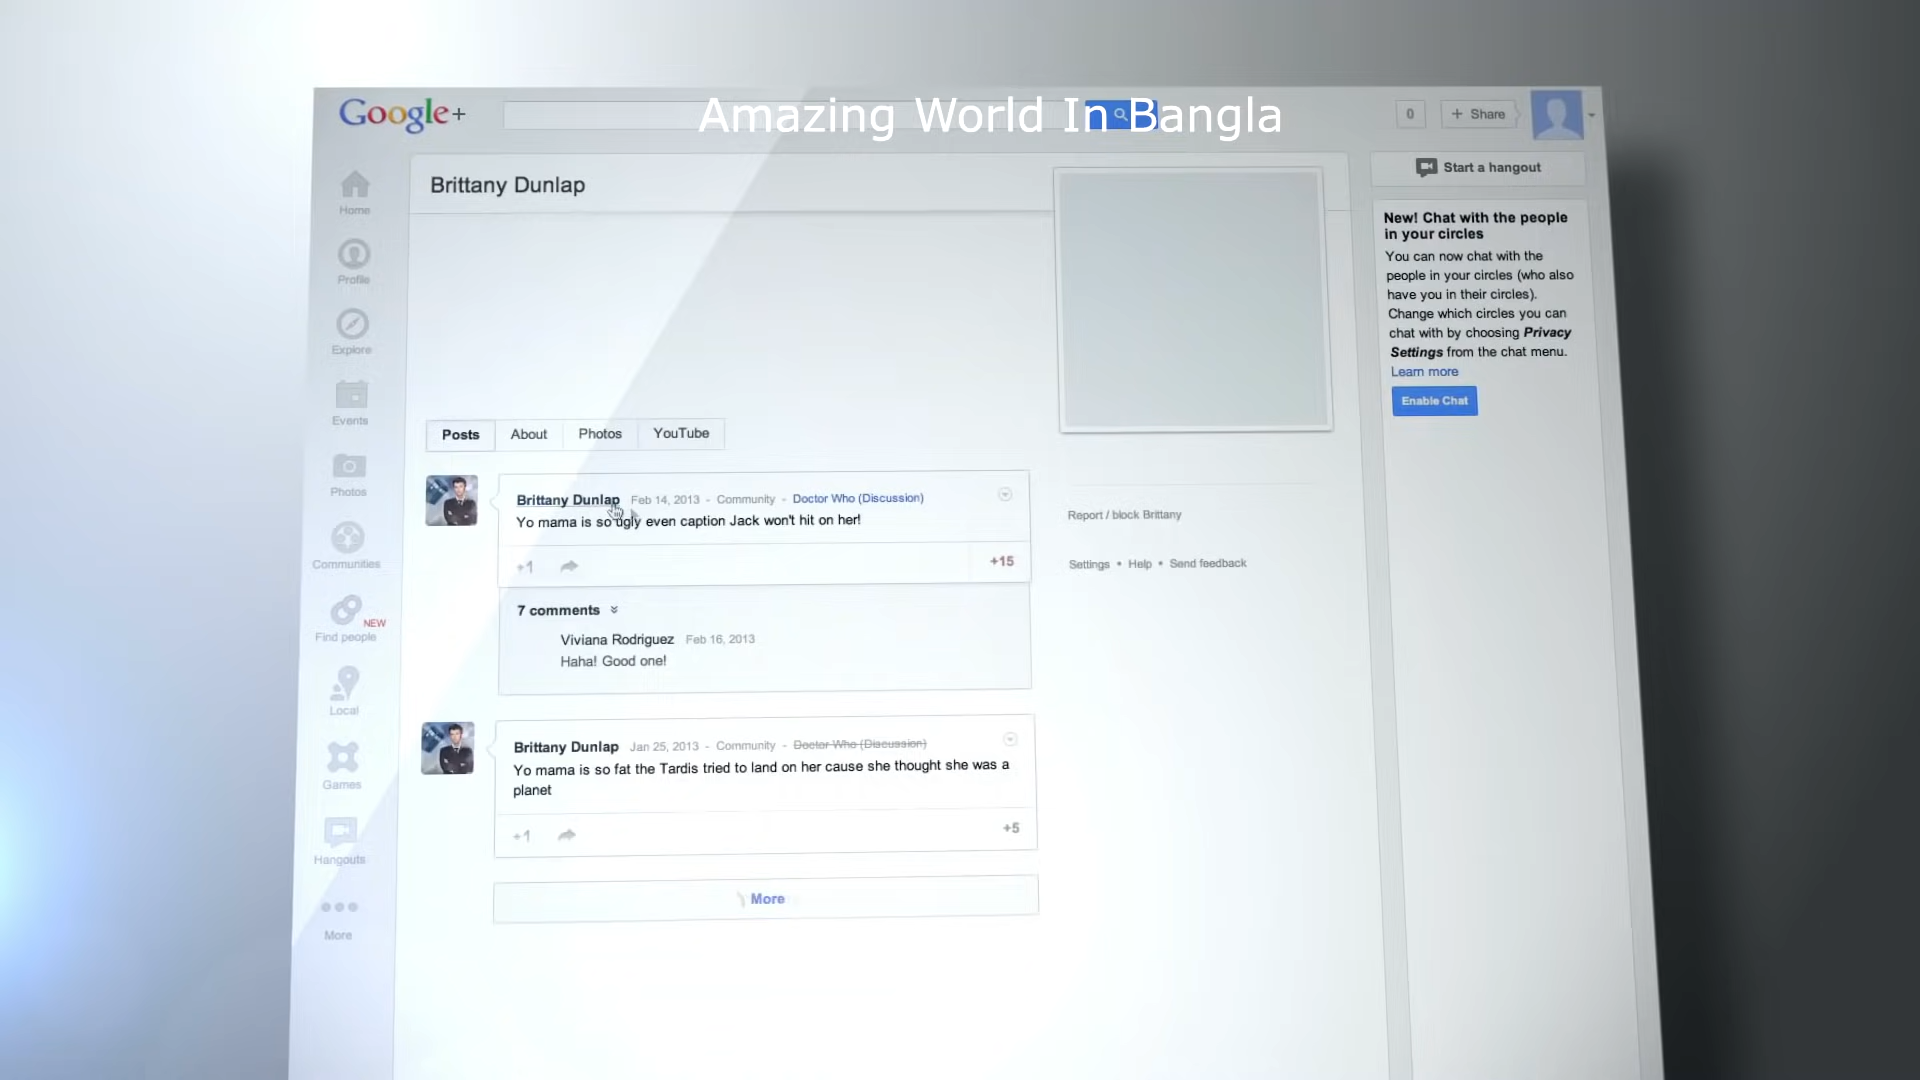 Google+
Amazing World In Bangla
0
+ Share
Brittany Dunlap
Home
Profile
Explore
Events
Photos
Communities
NEW
Find people
Local
Games
Hangouts
More
Posts
About
Photos
YouTube
Brittany Dunlap Feb 14, 2013 - Community - Doctor Who (Discussion)
Yo mama is so ugly even caption Jack won't hit on her!
+1
+15
7 comments
Viviana Rodriguez Feb 16, 2013
Haha! Good one!
Brittany Dunlap Jan 25, 2013 - Community - Doctor Who (Discussion)
Yo mama is so fat the Tardis tried to land on her cause she thought she was a
planet
+1
+5
More
Report / block Brittany
Settings • Help • Send feedback
Start a hangout
New! Chat with the people
in your circles
You can now chat with the
people in your circles (who also
have you in their circles).
Change which circles you can
chat with by choosing Privacy
Settings from the chat menu.
Learn more
Enable Chat